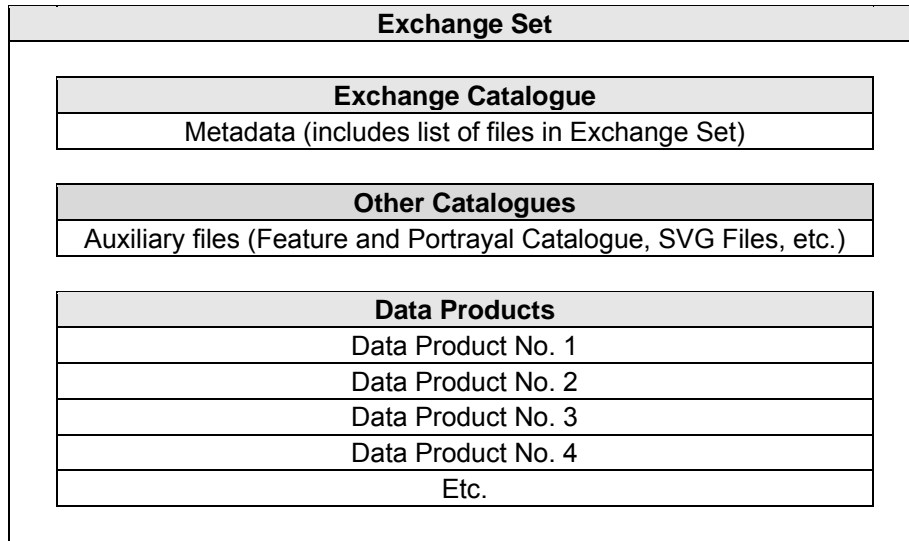 Exchange Set
Exchange Catalogue
Metadata (includes list of files in Exchange Set)
Other Catalogues
Auxiliary files (Feature and Portrayal Catalogue, SVG Files, etc.)
Data Products
Data Product No. 1
Data Product No. 2
Data Product No. 3
Data Product No. 4
Etc.